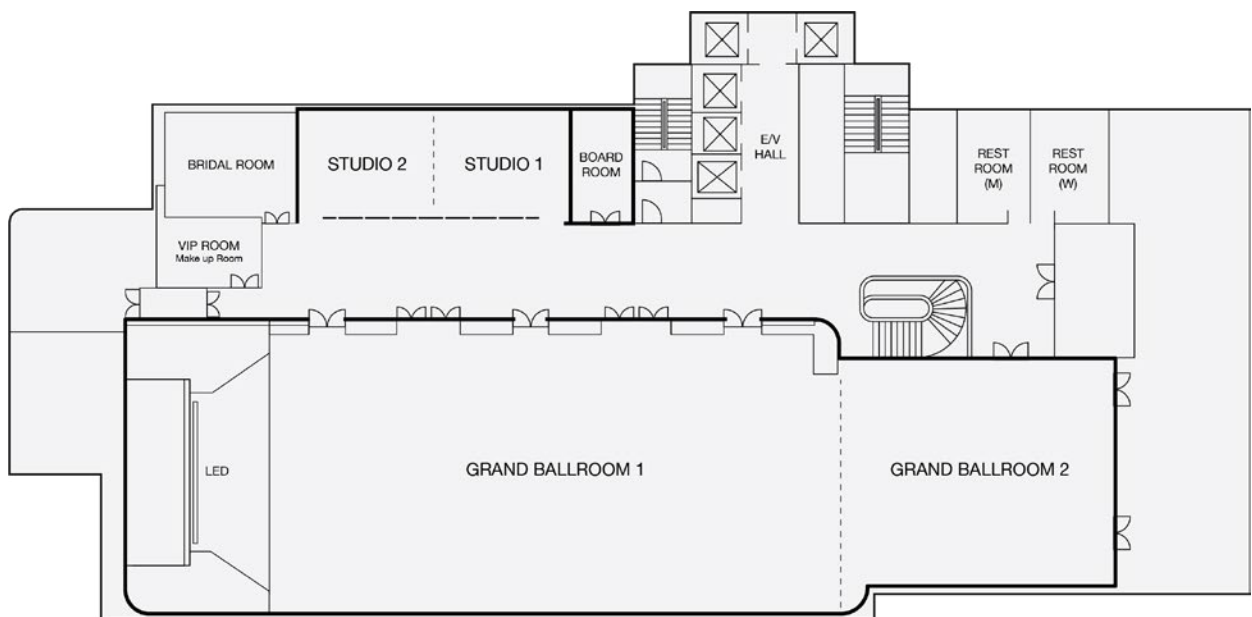 BRIDAL ROOM
STUDIO 2
STUDIO 1
BOARD
ROOM
E/V
HALL
REST
ROOM
(M)
REST
ROOM
(W)
VIP ROOM
Make up Room
LED
GRAND BALLROOM 1
GRAND BALLROOM 2